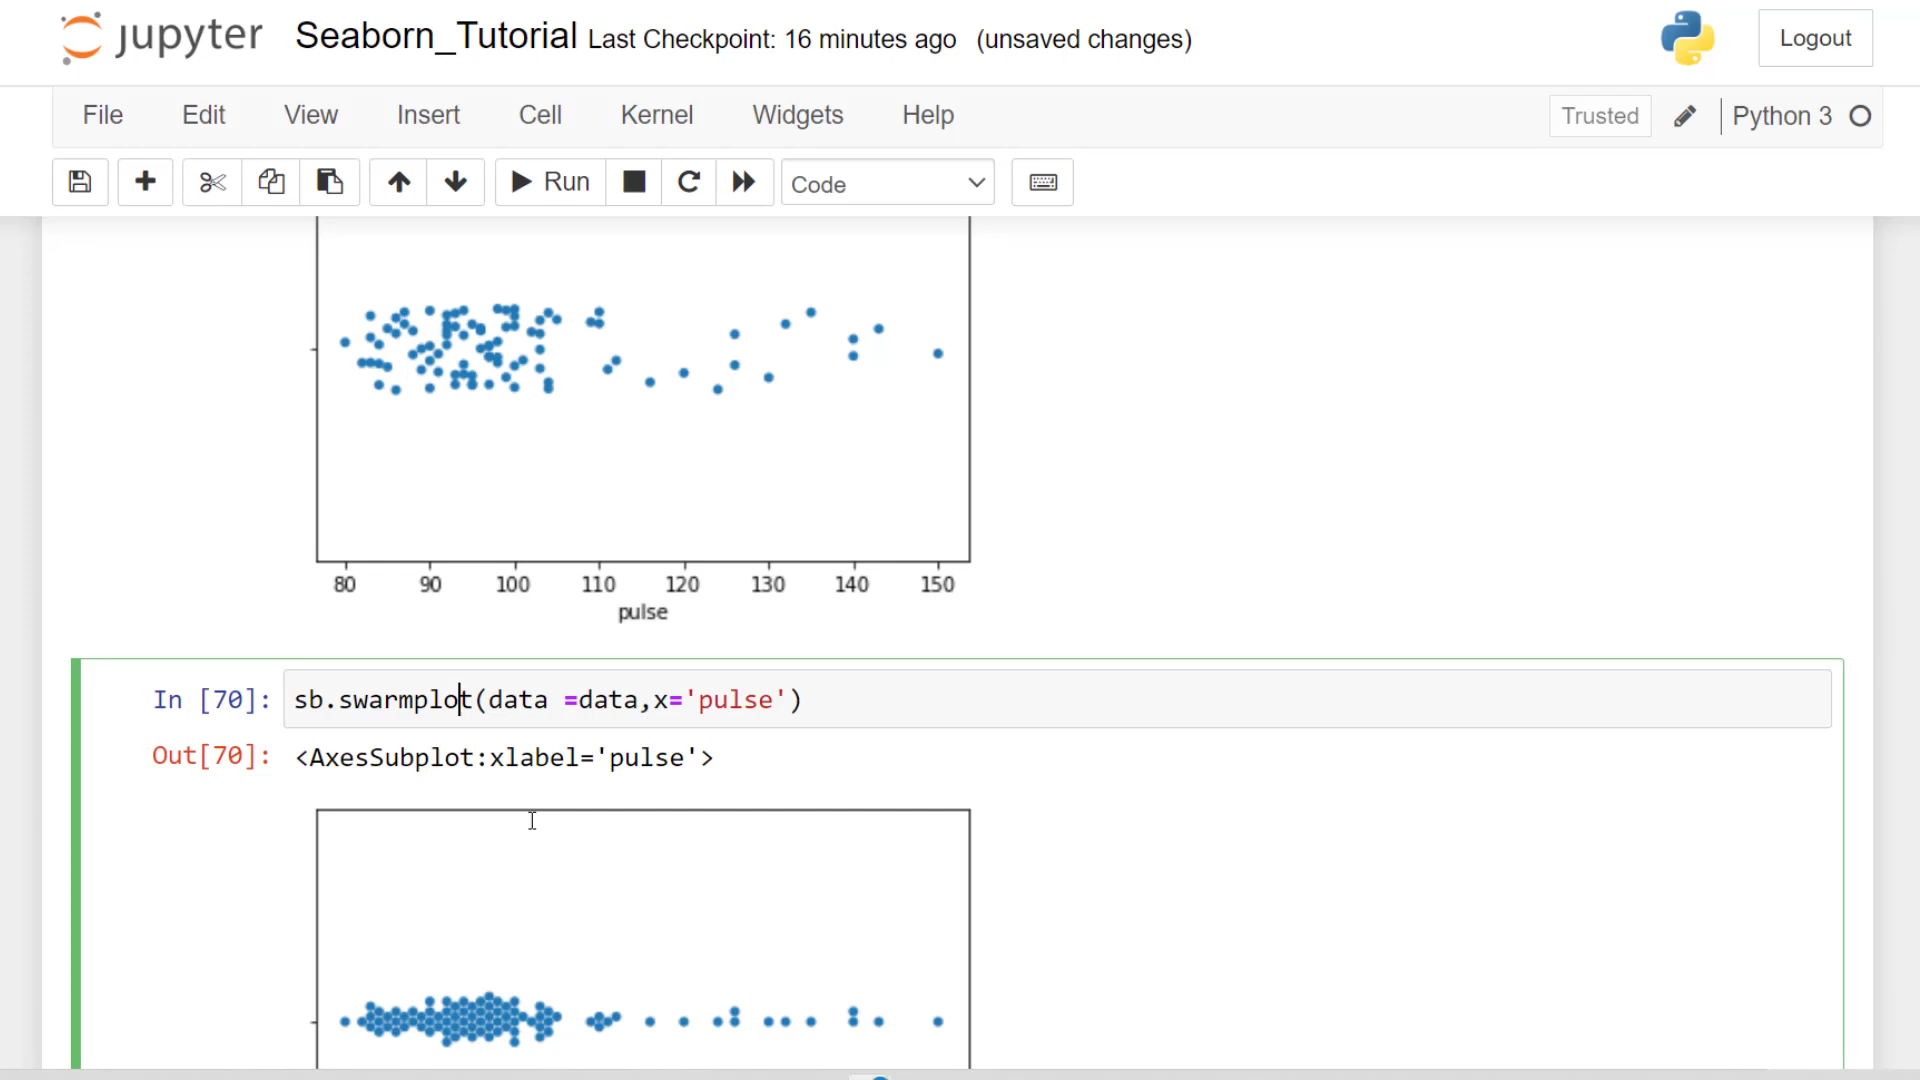 jupyter Seaborn_Tutorial Last Checkpoint: 16 minutes ago (unsaved changes) Logout
File Edit View Insert Cell Kernel Widgets Help Trusted Python 3
Run Code
80 90 100 110 120 130 140 150
pulse
In [70]: sb.swarmplot(data =data,x='pulse')
Out[70]: <AxesSubplot:xlabel='pulse'>